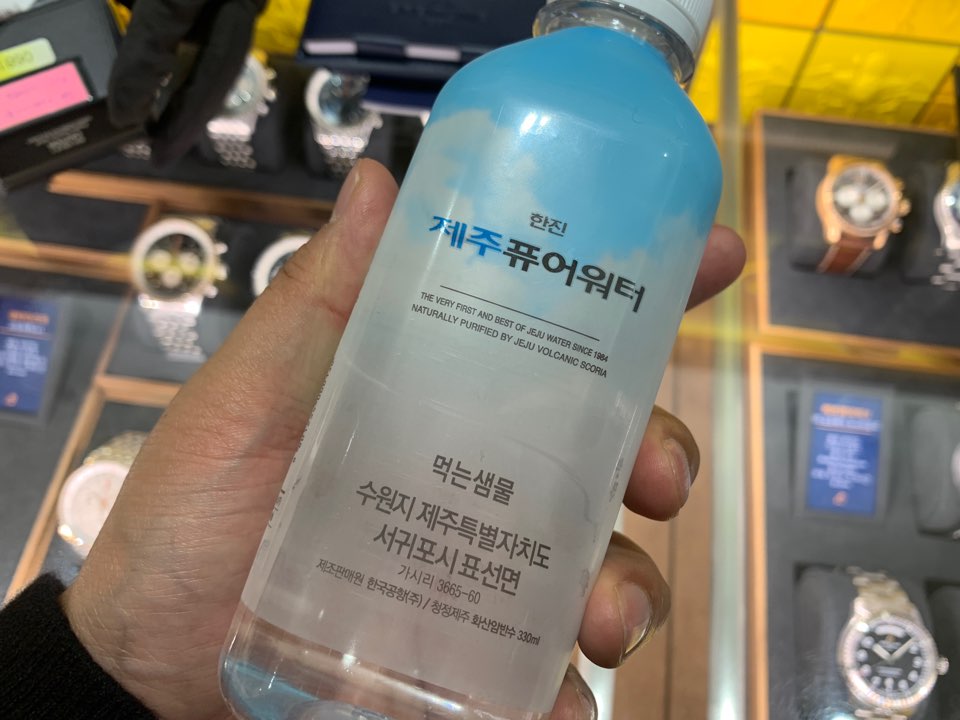 한진
제주퓨어워터
THE VERY FIRST AND BEST OF JEJU WATER SINCE 1984
NATURALLY PURIFIED BY JEJU VOLCANIC SCORIA
먹는샘물
수원지 제주특별자치도
서귀포시 표선면
가시리 3665-60
제조판매원 한국공항(주) / 청정제주 화산암반수 330ml